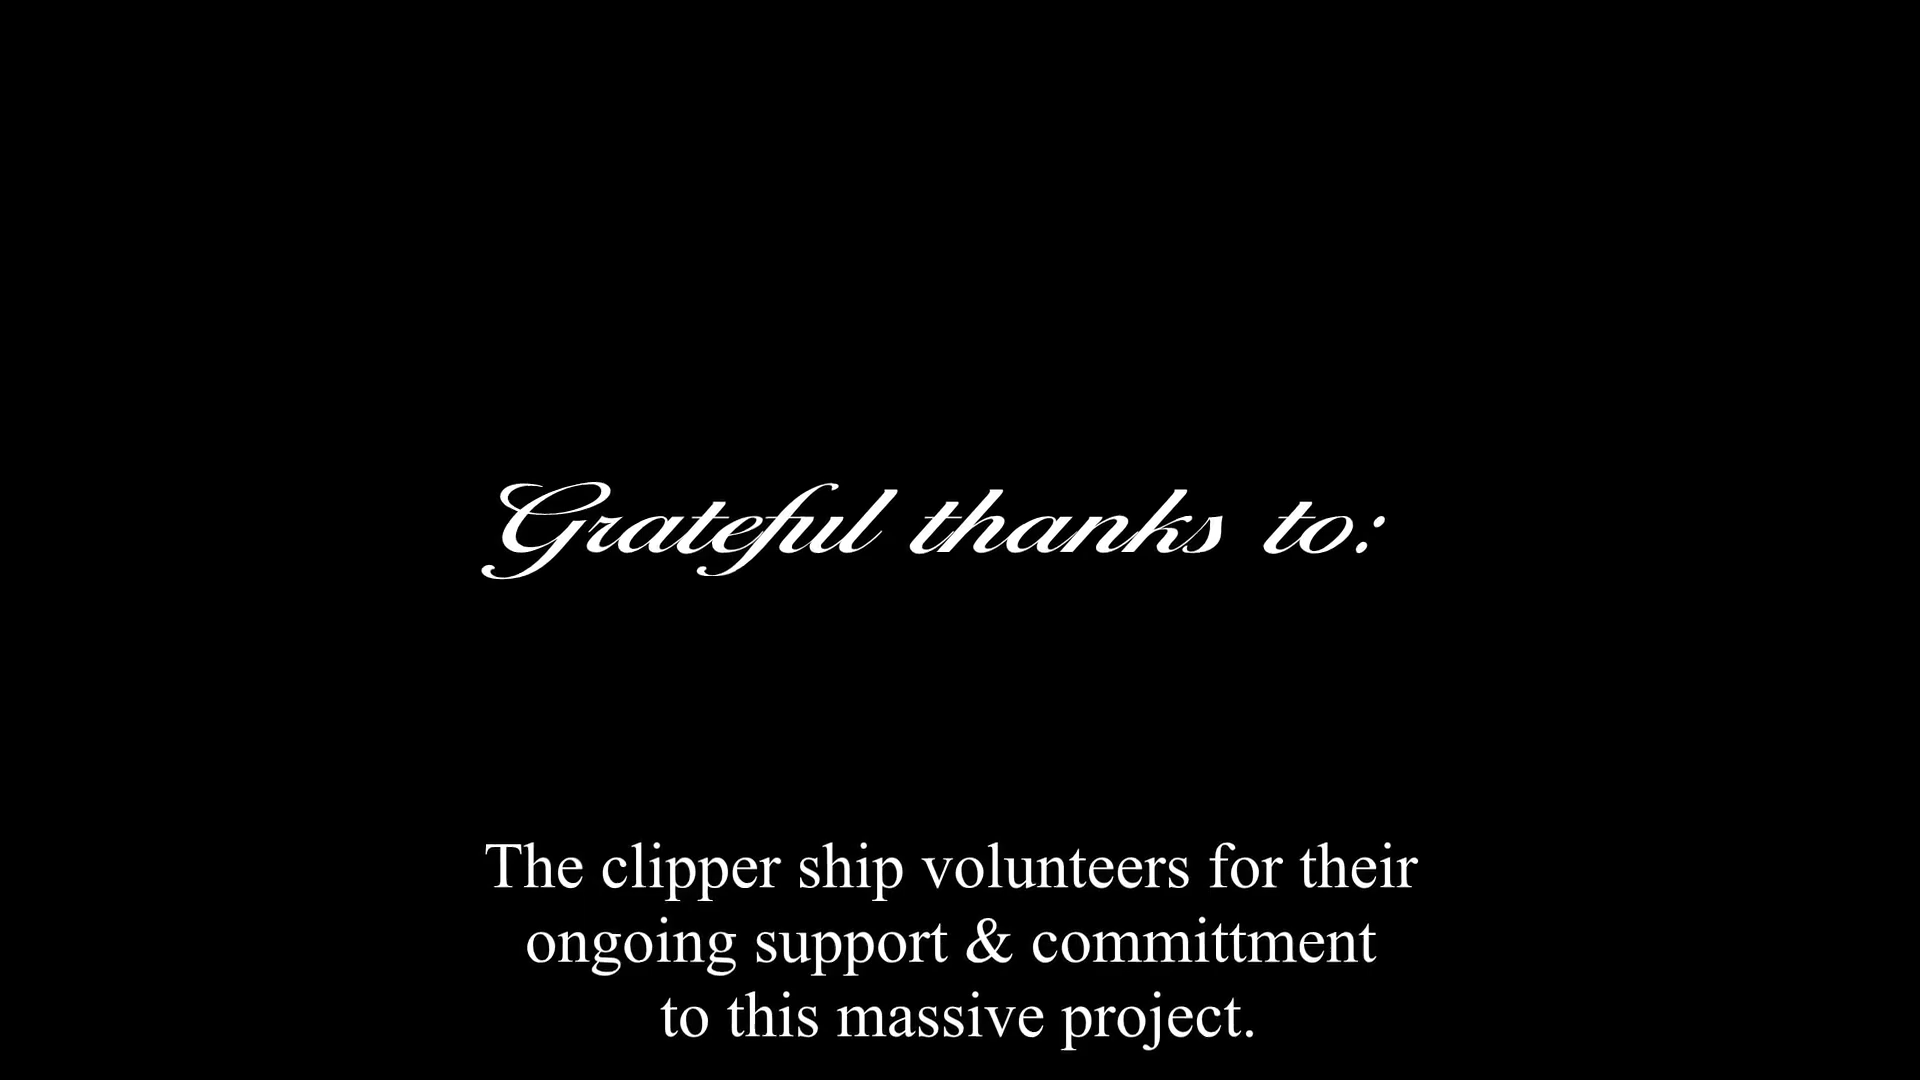 Grateful thanks to:
The clipper ship volunteers for their
ongoing support & committment
to this massive project.